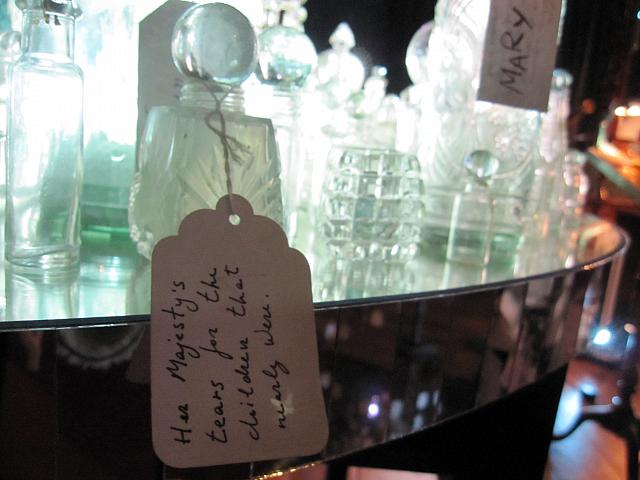 Her Majesty's
tears for the
children that
nearly were.
MARY